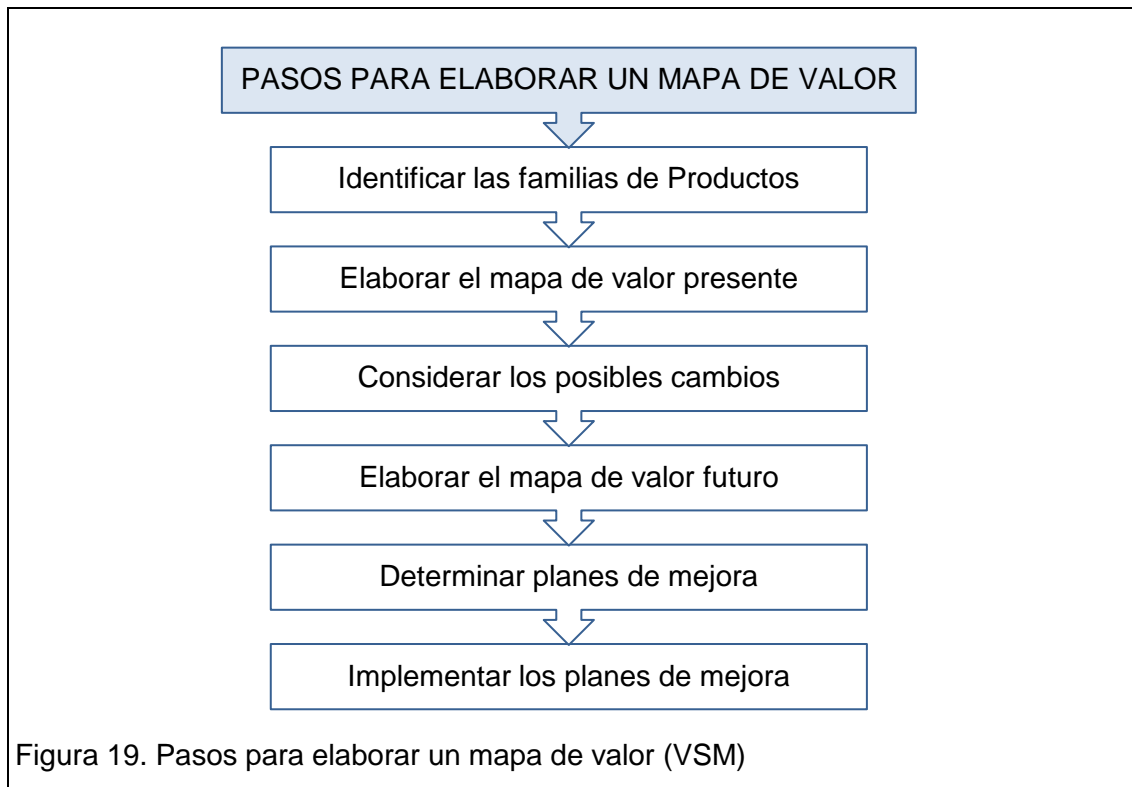 PASOS PARA ELABORAR UN MAPA DE VALOR
Identificar las familias de Productos
Elaborar el mapa de valor presente
Considerar los posibles cambios
Elaborar el mapa de valor futuro
Determinar planes de mejora
Implementar los planes de mejora
Figura 19. Pasos para elaborar un mapa de valor (VSM)